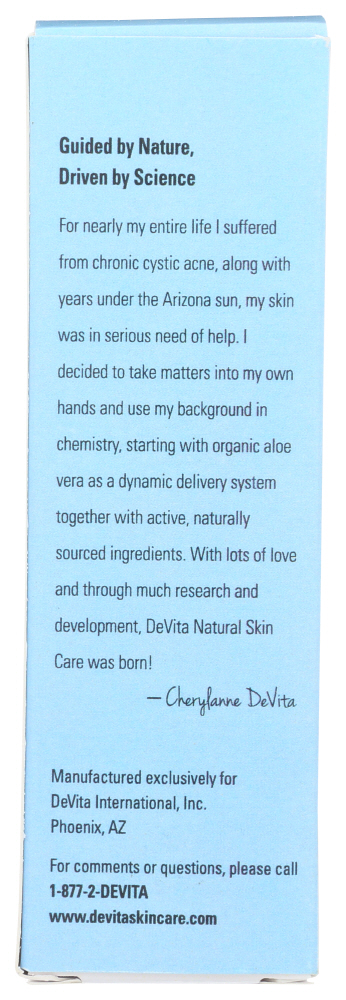 Guided by Nature,
Driven by Science
For nearly my entire life I suffered
from chronic cystic acne, along with
years under the Arizona sun, my skin
was in serious need of help. I
decided to take matters into my own
hands and use my background in
chemistry, starting with organic aloe
vera as a dynamic delivery system
together with active, naturally
sourced ingredients. With lots of love
and through much research and
development, DeVita Natural Skin
Care was born!
— Cherylanne DeVita
Manufactured exclusively for
DeVita International, Inc.
Phoenix, AZ
For comments or questions, please call
1-877-2-DEVITA
www.devitaskincare.com